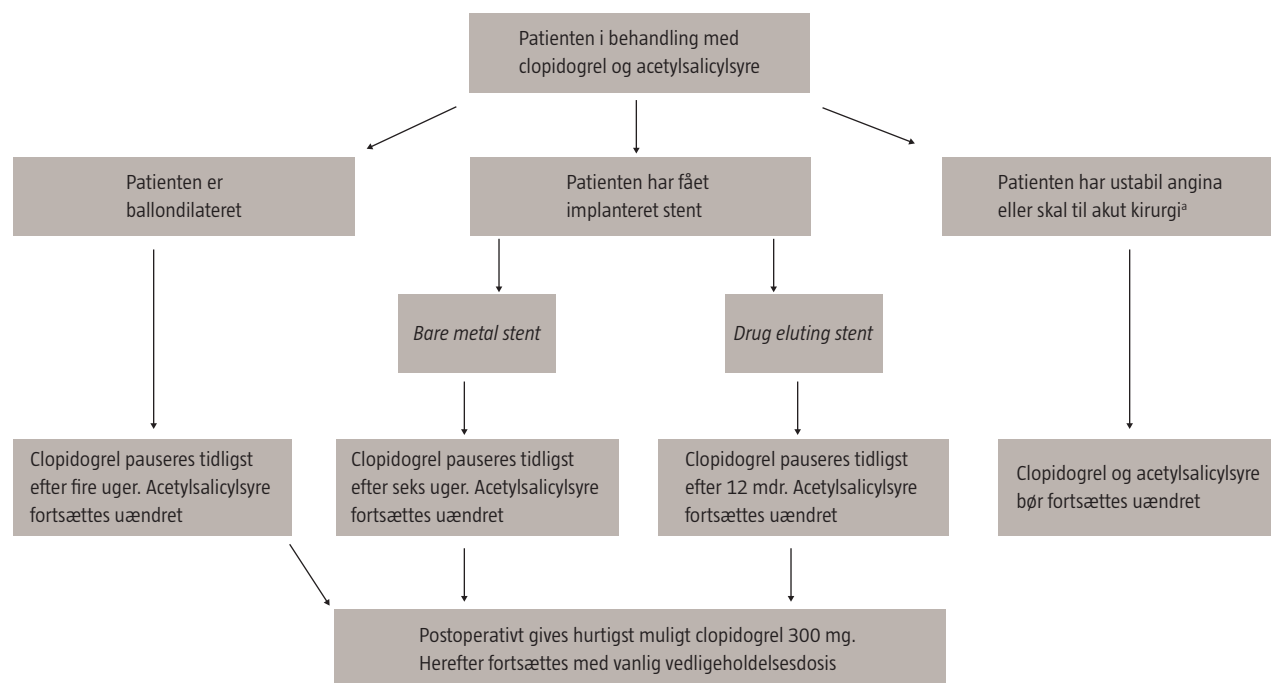 Patienten i behandling med
clopidogrel og acetylsalicylsyre
Patienten er
ballondilateret
Patienten har fået
implanteret stent
Patienten har ustabil angina
eller skal til akut kirurgiª
Bare metal stent
Drug eluting stent
Clopidogrel pauseres tidligst
efter fire uger. Acetylsalicylsyre
fortsættes uændret
Clopidogrel pauseres tidligst
efter seks uger. Acetylsalicylsyre
fortsættes uændret
Clopidogrel pauseres tidligst
efter 12 mdr. Acetylsalicylsyre
fortsættes uændret
Clopidogrel og acetylsalicylsyre
bør fortsættes uændret
Postoperativt gives hurtigst muligt clopidogrel 300 mg.
Herefter fortsættes med vanlig vedligeholdelsesdosis